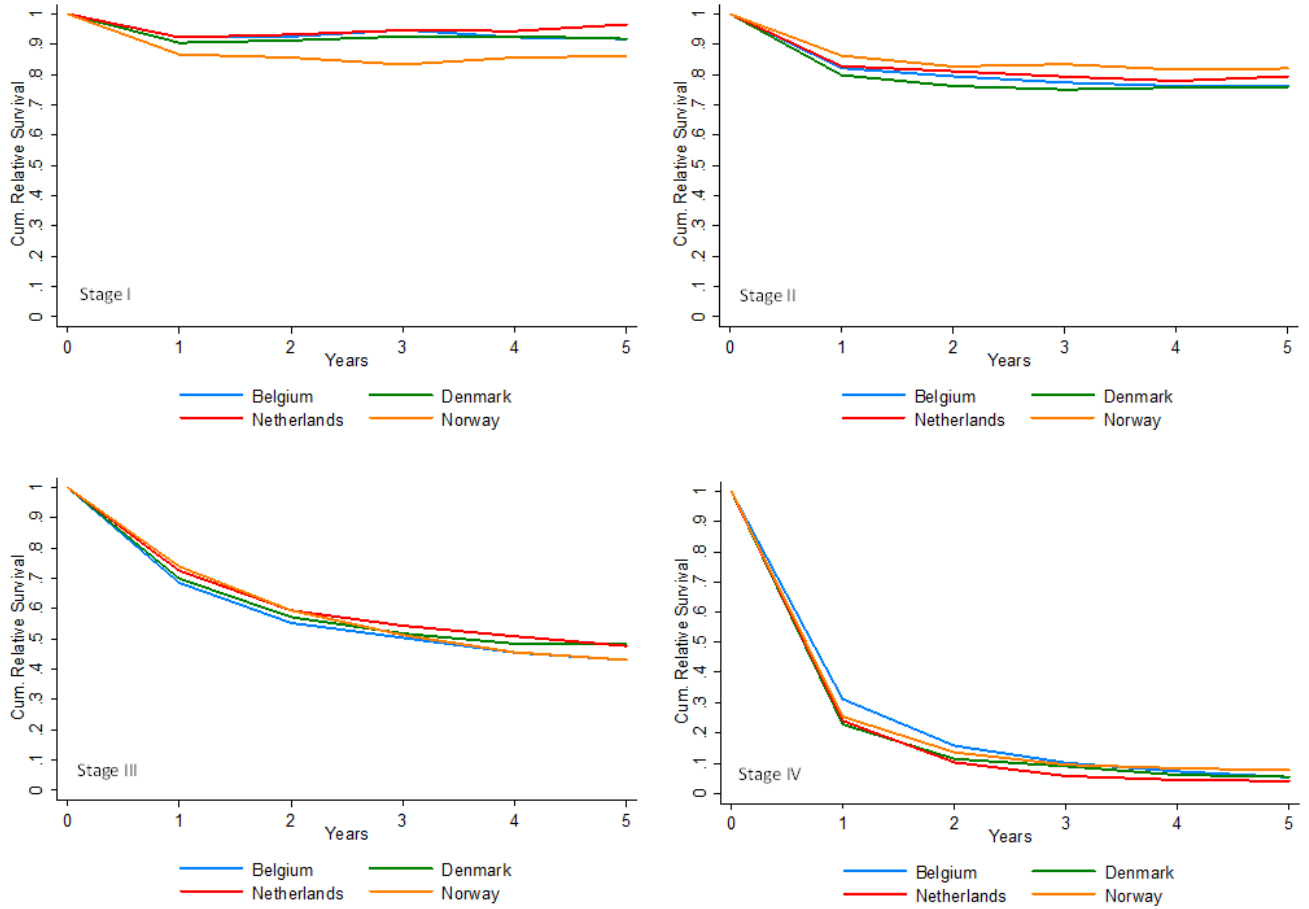 Cum. Relative Survival
1
.9
.8
.7
.6
.5
.4
.3
.2
.1
0
Stage I
0 1 2 3 4 5
Years
Belgium Denmark
Netherlands Norway
Cum. Relative Survival
1
.9
.8
.7
.6
.5
.4
.3
.2
.1
0
Stage II
0 1 2 3 4 5
Years
Belgium Denmark
Netherlands Norway
Cum. Relative Survival
1
.9
.8
.7
.6
.5
.4
.3
.2
.1
0
Stage III
0 1 2 3 4 5
Years
Belgium Denmark
Netherlands Norway
Cum. Relative Survival
1
.9
.8
.7
.6
.5
.4
.3
.2
.1
0
Stage IV
0 1 2 3 4 5
Years
Belgium Denmark
Netherlands Norway